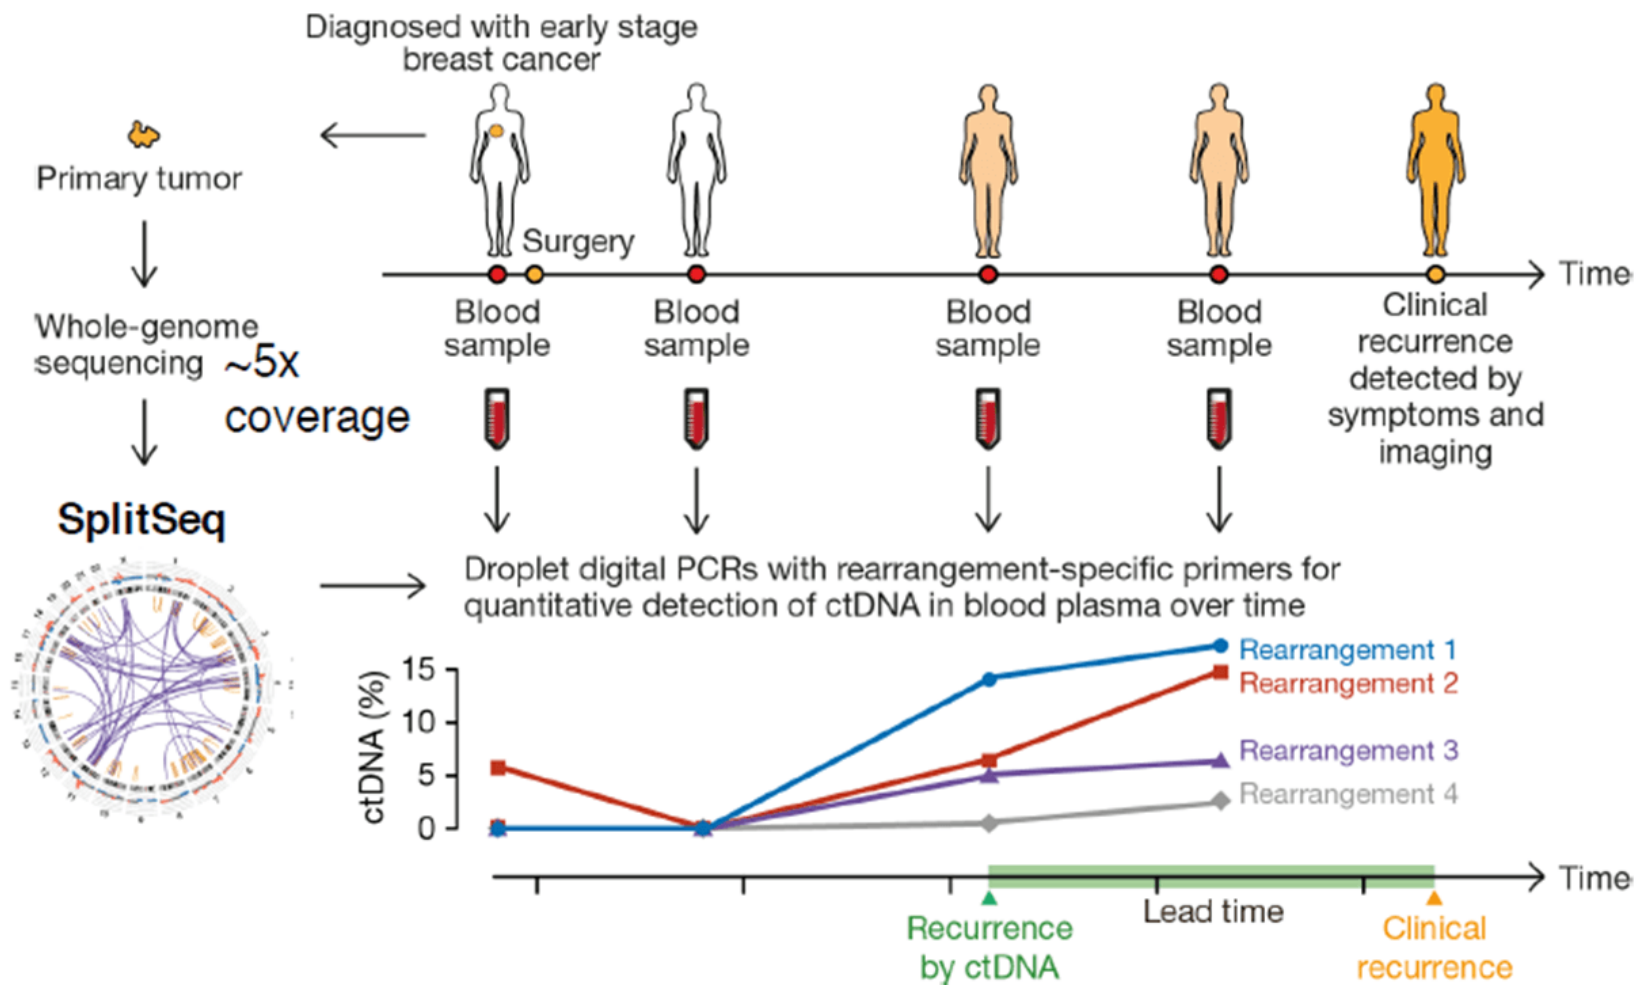 Diagnosed with early stage
breast cancer
Primary tumor
Surgery
Time
Whole-genome
sequencing
~5x
coverage
Blood
sample
Blood
sample
Blood
sample
Blood
sample
Clinical
recurrence
detected by
symptoms and
imaging
SplitSeq
Droplet digital PCRs with rearrangement-specific primers for
quantitative detection of ctDNA in blood plasma over time
ctDNA (%)
15
10
5
0
Rearrangement 1
Rearrangement 2
Rearrangement 3
Rearrangement 4
Time
Lead time
Recurrence
by ctDNA
Clinical
recurrence